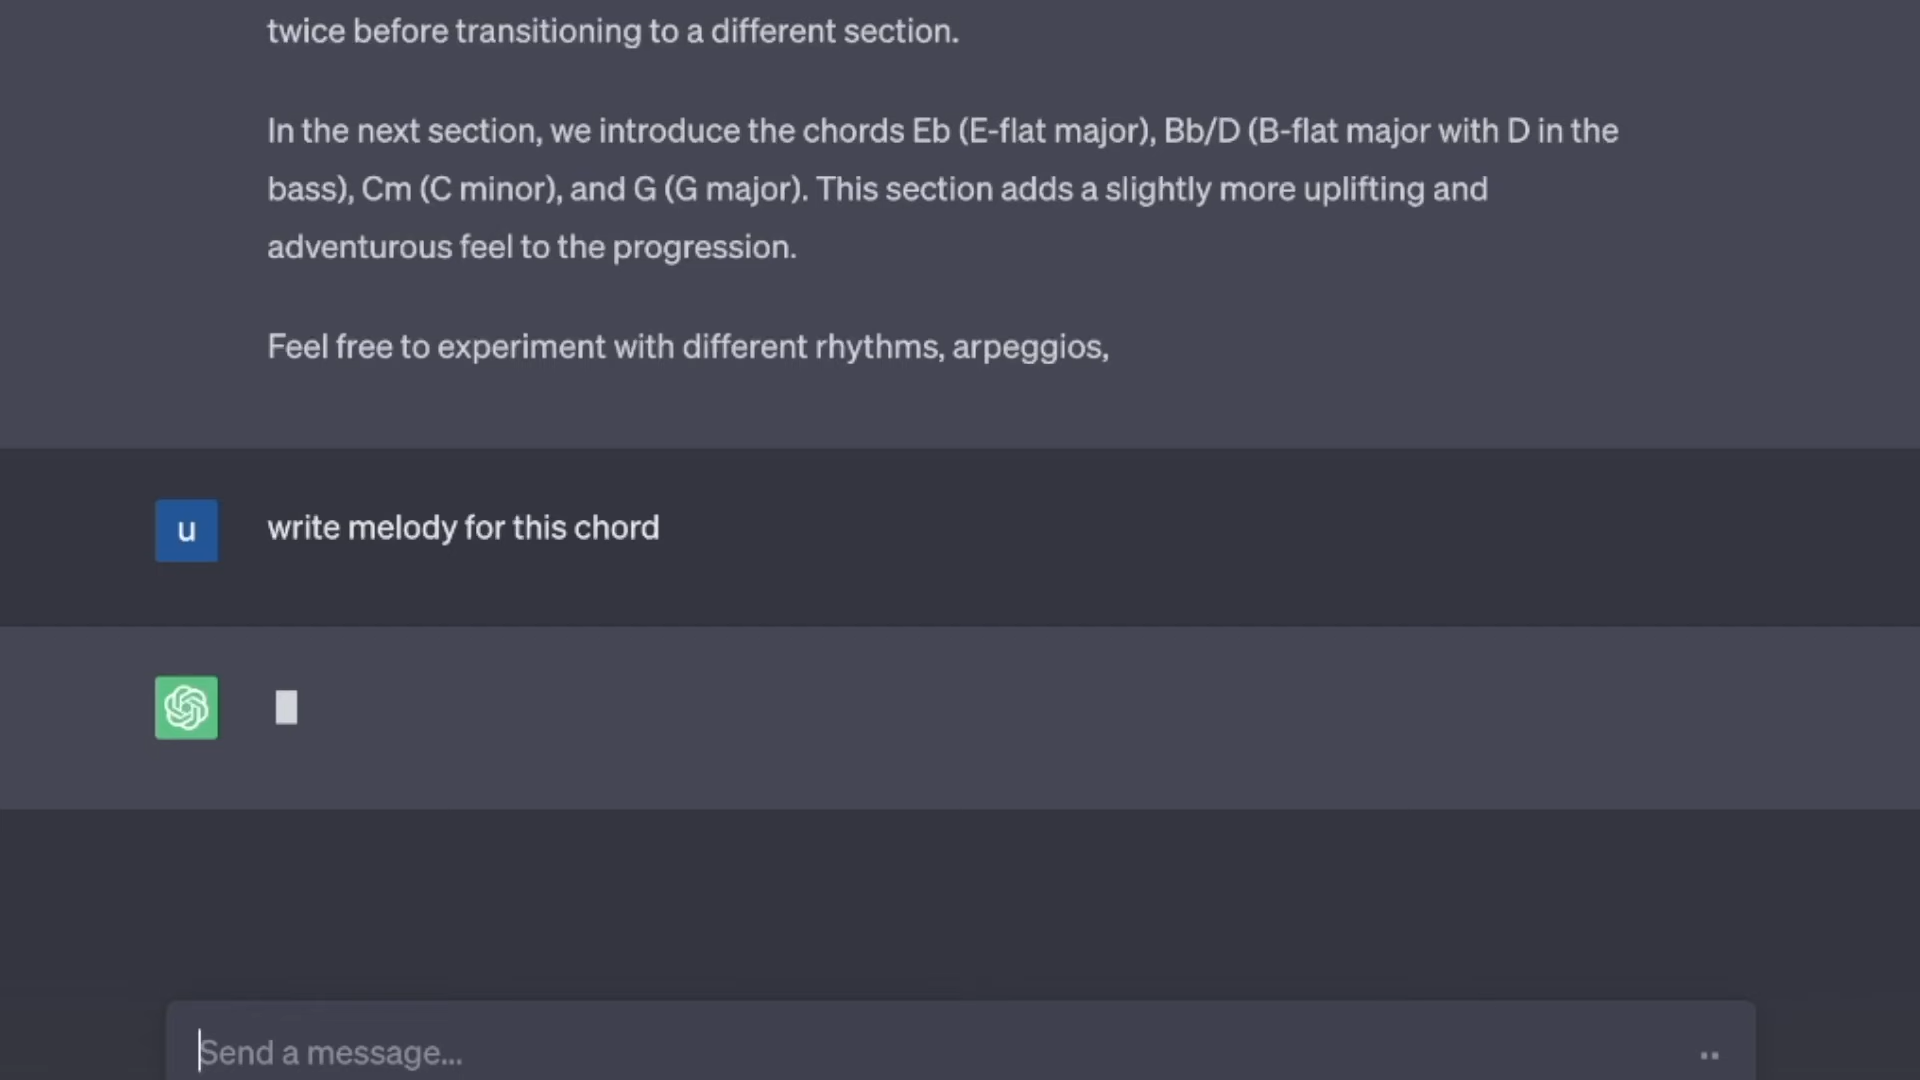 twice before transitioning to a different section.
In the next section, we introduce the chords Eb (E-flat major), Bb/D (B-flat major with D in the
bass), Cm (C minor), and G (G major). This section adds a slightly more uplifting and
adventurous feel to the progression.
Feel free to experiment with different rhythms, arpeggios,
u
write melody for this chord
Send a message...